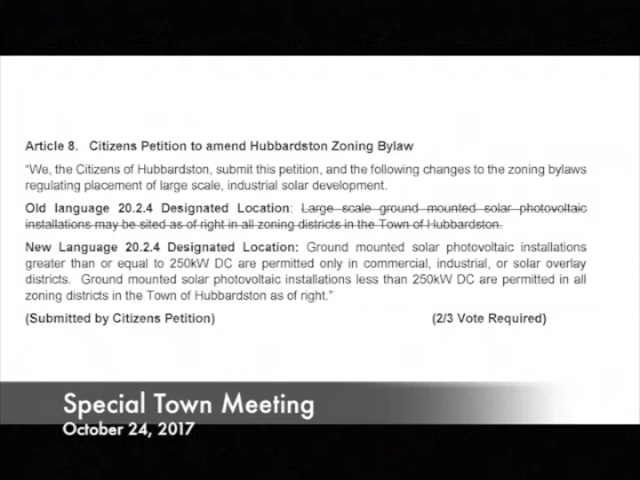 Article 8. Citizens Petition to amend Hubbardston Zoning Bylaw
"We, the Citizens of Hubbardston, submit this petition, and the following changes to the zoning bylaws
regulating placement of large scale, industrial solar development.
Old language 20.2.4 Designated Location: Large scale ground mounted solar photovoltaic
installations may be sited as of right in all zoning districts in the Town of Hubbardston.
New Language 20.2.4 Designated Location: Ground mounted solar photovoltaic installations
greater than or equal to 250kW DC are permitted only in commercial, industrial, or solar overlay
districts. Ground mounted solar photovoltaic installations less than 250kW DC are permitted in all
zoning districts in the Town of Hubbardston as of right."
(Submitted by Citizens Petition) (2/3 Vote Required)
Special Town Meeting
October 24, 2017